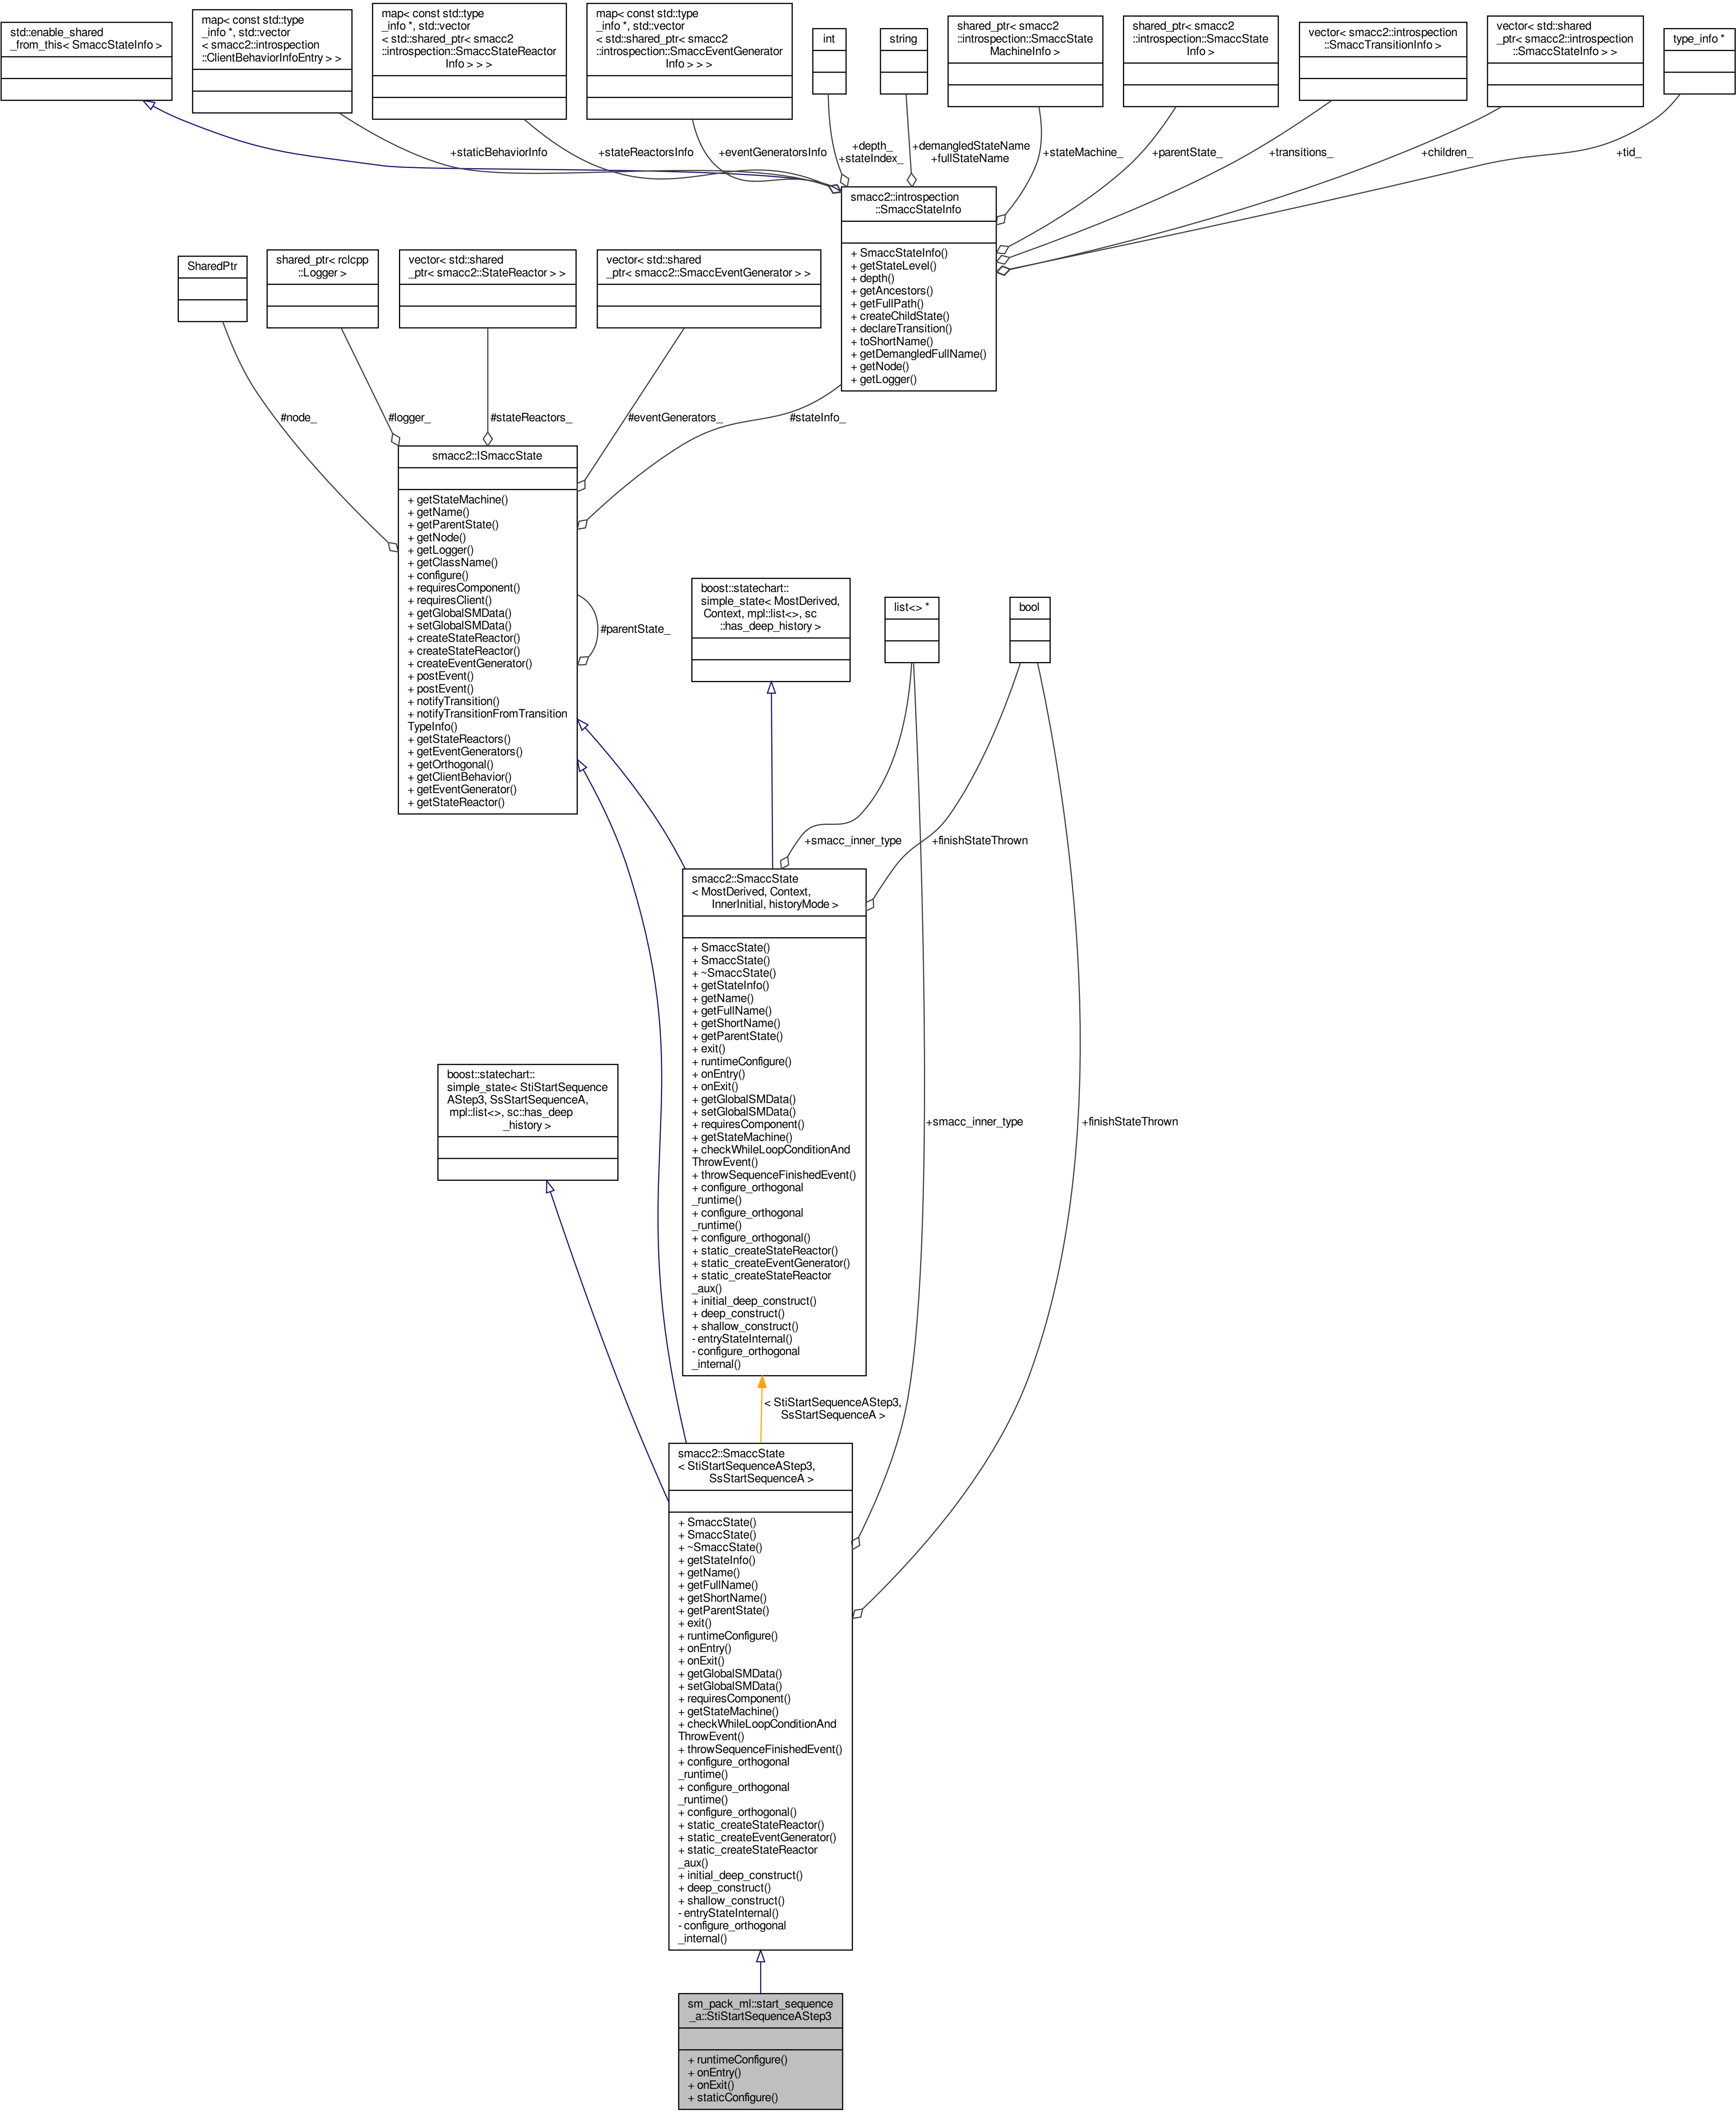 std::enable_shared
_from_this< SmaccStateInfo >
map< const std::type
_info *, std::vector
< smacc2::introspection
::ClientBehaviorInfoEntry > >
map< const std::type
_info *, std::vector
< std::shared_ptr< smacc2
::introspection::SmaccStateReactor
Info > > >
map< const std::type
_info *, std::vector
< std::shared_ptr< smacc2
::introspection::SmaccEventGenerator
Info > > >
int
string
shared_ptr< smacc2
::introspection::SmaccState
MachineInfo >
shared_ptr< smacc2
::introspection::SmaccState
Info >
vector< smacc2::introspection
::SmaccTransitionInfo >
vector< std::shared
_ptr< smacc2::introspection
::SmaccStateInfo > >
type_info *
+staticBehaviorInfo
+stateReactorsInfo
+eventGeneratorsInfo
+depth_
+stateIndex_
+demangledStateName
+fullStateName
+stateMachine_
+parentState_
+transitions_
+children_
+tid_
smacc2::introspection
::SmaccStateInfo
+ SmaccStateInfo()
+ getStateLevel()
+ depth()
+ getAncestors()
+ getFullPath()
+ createChildState()
+ declareTransition()
+ toShortName()
+ getDemangledFullName()
+ getNode()
+ getLogger()
SharedPtr
shared_ptr< rclcpp
::Logger >
vector< std::shared
_ptr< smacc2::StateReactor > >
vector< std::shared
_ptr< smacc2::SmaccEventGenerator > >
#node_
#logger_
#stateReactors_
#eventGenerators_
#stateInfo_
smacc2::ISmaccState
+ getStateMachine()
+ getName()
+ getParentState()
+ getNode()
+ getLogger()
+ getClassName()
+ configure()
+ requiresComponent()
+ requiresClient()
+ getGlobalSMData()
+ setGlobalSMData()
+ createStateReactor()
+ createStateReactor()
+ createEventGenerator()
+ postEvent()
+ postEvent()
+ notifyTransition()
+ notifyTransitionFromTransition
TypeInfo()
+ getStateReactors()
+ getEventGenerators()
+ getOrthogonal()
+ getClientBehavior()
+ getEventGenerator()
+ getStateReactor()
#parentState_
boost::statechart::
simple_state< MostDerived,
Context, mpl::list<>, sc
::has_deep_history >
list<> *
bool
+smacc_inner_type
+finishStateThrown
smacc2::SmaccState
< MostDerived, Context,
InnerInitial, historyMode >
+ SmaccState()
+ SmaccState()
+ ~SmaccState()
+ getStateInfo()
+ getName()
+ getFullName()
+ getShortName()
+ getParentState()
+ exit()
+ runtimeConfigure()
+ onEntry()
+ onExit()
+ getGlobalSMData()
+ setGlobalSMData()
+ requiresComponent()
+ getStateMachine()
+ checkWhileLoopConditionAnd
ThrowEvent()
+ throwSequenceFinishedEvent()
+ configure_orthogonal
_runtime()
+ configure_orthogonal
_runtime()
+ configure_orthogonal()
+ static_createStateReactor()
+ static_createEventGenerator()
+ static_createStateReactor
_aux()
+ initial_deep_construct()
+ deep_construct()
+ shallow_construct()
- entryStateInternal()
- configure_orthogonal
_internal()
boost::statechart::
simple_state< StiStartSequence
AStep3, SsStartSequenceA,
mpl::list<>, sc::has_deep
_history >
+smacc_inner_type
+finishStateThrown
< StiStartSequenceAStep3,
SsStartSequenceA >
smacc2::SmaccState
< StiStartSequenceAStep3,
SsStartSequenceA >
+ SmaccState()
+ SmaccState()
+ ~SmaccState()
+ getStateInfo()
+ getName()
+ getFullName()
+ getShortName()
+ getParentState()
+ exit()
+ runtimeConfigure()
+ onEntry()
+ onExit()
+ getGlobalSMData()
+ setGlobalSMData()
+ requiresComponent()
+ getStateMachine()
+ checkWhileLoopConditionAnd
ThrowEvent()
+ throwSequenceFinishedEvent()
+ configure_orthogonal
_runtime()
+ configure_orthogonal
_runtime()
+ configure_orthogonal()
+ static_createStateReactor()
+ static_createEventGenerator()
+ static_createStateReactor
_aux()
+ initial_deep_construct()
+ deep_construct()
+ shallow_construct()
- entryStateInternal()
- configure_orthogonal
_internal()
sm_pack_ml::start_sequence
_a::StiStartSequenceAStep3
+ runtimeConfigure()
+ onEntry()
+ onExit()
+ staticConfigure()